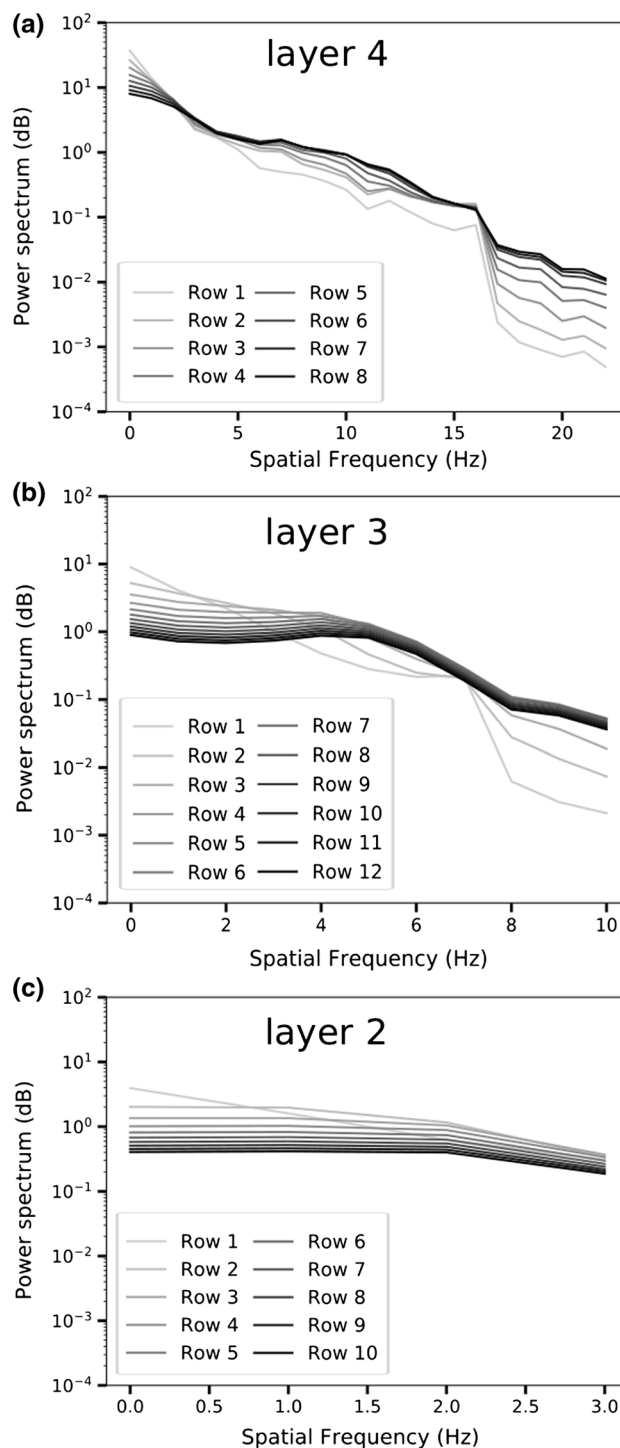 (a)
layer 4
Power spectrum (dB)
10²
10¹
10⁰
10⁻¹
10⁻²
10⁻³
10⁻⁴
Row 1 Row 5
Row 2 Row 6
Row 3 Row 7
Row 4 Row 8
0 5 10 15 20
Spatial Frequency (Hz)
(b)
layer 3
Power spectrum (dB)
10²
10¹
10⁰
10⁻¹
10⁻²
10⁻³
10⁻⁴
Row 1 Row 7
Row 2 Row 8
Row 3 Row 9
Row 4 Row 10
Row 5 Row 11
Row 6 Row 12
0 2 4 6 8 10
Spatial Frequency (Hz)
(c)
layer 2
Power spectrum (dB)
10²
10¹
10⁰
10⁻¹
10⁻²
10⁻³
10⁻⁴
Row 1 Row 6
Row 2 Row 7
Row 3 Row 8
Row 4 Row 9
Row 5 Row 10
0.0 0.5 1.0 1.5 2.0 2.5 3.0
Spatial Frequency (Hz)